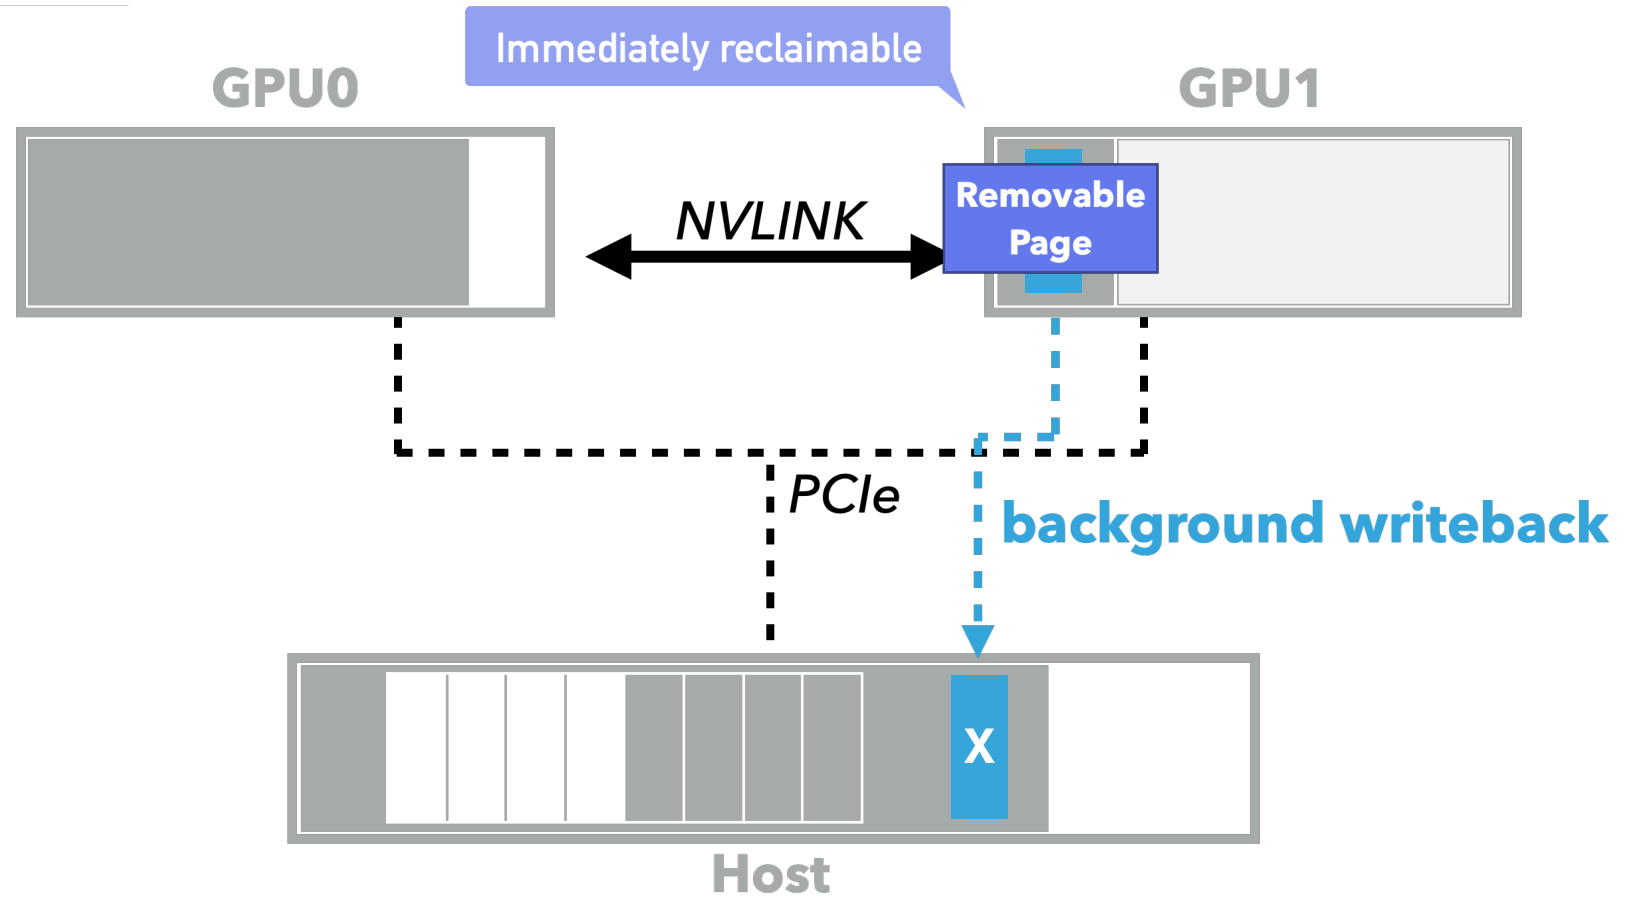 Immediately reclaimable
GPU0
GPU1
NVLINK
Removable
Page
PCIe
background writeback
X
Host